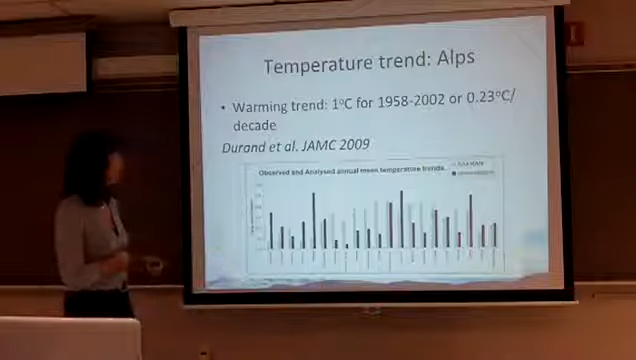 Temperature trend: Alps
• Warming trend: 1°C for 1958-2002 or 0.23°C/
decade
Durand et al. JAMC 2009
Observed and Analysed annual mean temperature trends